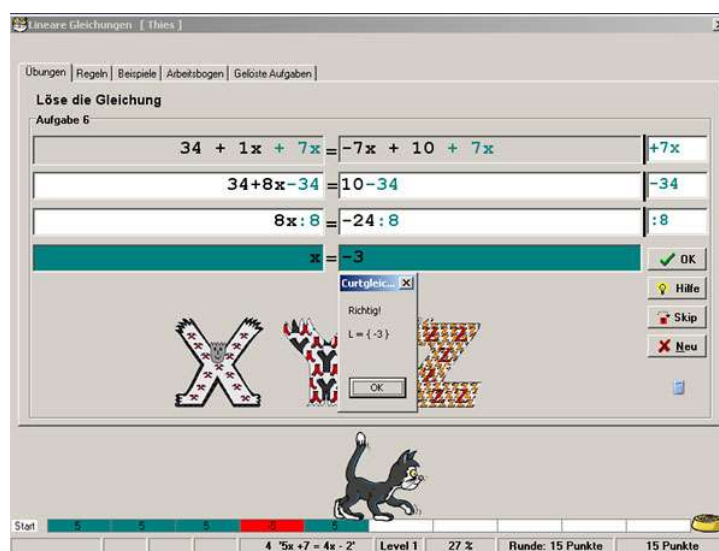 Lineare Gleichungen [ Thies ]
Übungen Regeln Beispiele Arbeitsbogen Gelöste Aufgaben
Löse die Gleichung
Aufgabe 6
34 + 1x + 7x = -7x + 10 + 7x +7x
34+8x-34 = 10-34 -34
8x:8 = -24:8 :8
x = -3
OK
Curtgleic...
Richtig!
L = { -3 }
OK
Hilfe
Skip
Neu
X Y Z
Start 5 5 5 -5 5
4 '5x +7 = 4x - 2' Level 1 27 % Runde: 15 Punkte 15 Punkte